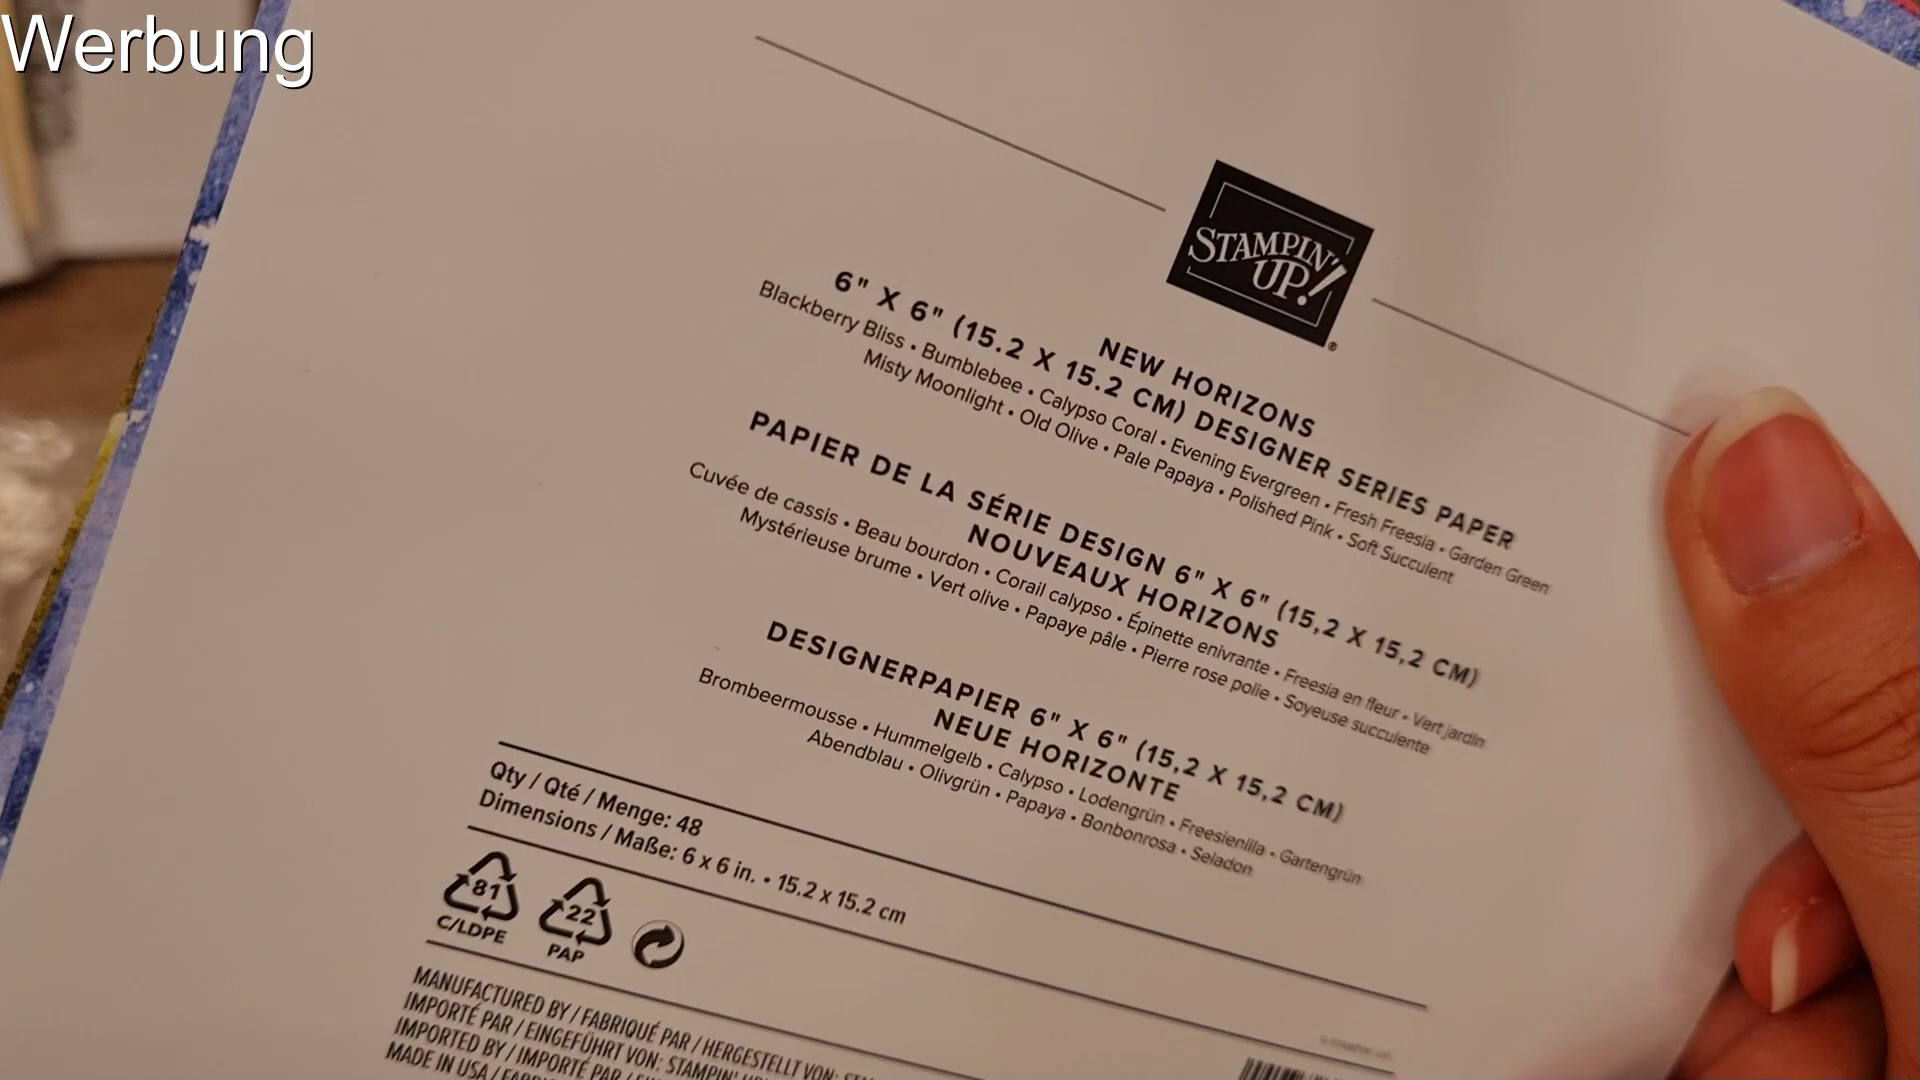 Werbung
STAMPIN' UP!®
NEW HORIZONS
6" X 6" (15.2 X 15.2 CM) DESIGNER SERIES PAPER
Blackberry Bliss • Bumblebee • Calypso Coral • Evening Evergreen • Fresh Freesia • Garden Green
Misty Moonlight • Old Olive • Pale Papaya • Polished Pink • Soft Succulent
PAPIER DE LA SÉRIE DESIGN 6" X 6" (15,2 X 15,2 CM)
NOUVEAUX HORIZONS
Cuvée de cassis • Beau bourdon • Corail calypso • Épinette enivrante • Freesia en fleur • Vert jardin
Mystérieuse brume • Vert olive • Papaye pâle • Pierre rose polie • Soyeuse succulente
DESIGNERPAPIER 6" X 6" (15,2 X 15,2 CM)
NEUE HORIZONTE
Brombeermousse • Hummelgelb • Calypso • Lodengrün • Freesienlila • Gartengrün
Abendblau • Olivgrün • Papaya • Bonbonrosa • Seladon
Qty / Qté / Menge: 48
Dimensions / Maße: 6 x 6 in. • 15.2 x 15.2 cm
81
C/LDPE
22
PAP
MANUFACTURED BY / FABRIQUÉ PAR / HERGESTELLT VON:
IMPORTÉ PAR / EINGEFÜHRT VON: STAMPIN'
IMPORTED BY / IMPORTÉ PAR /
MADE IN USA /